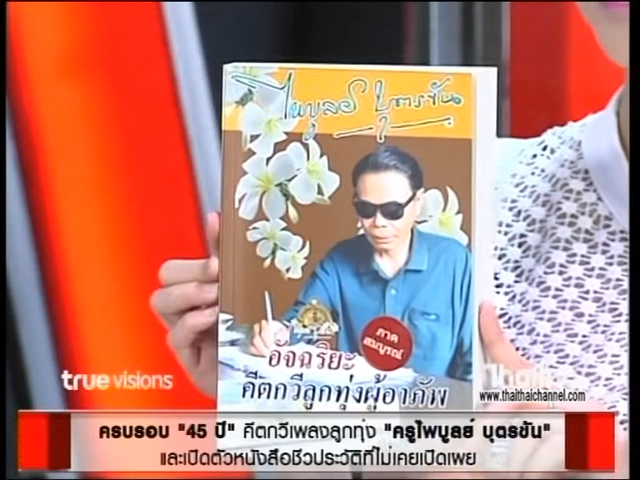 ไพบูลย์ บุตรขัน
ภาค
สมบูรณ์
อัจฉริยะ
คีตกวีลูกทุ่งผู้อาภัพ
true visions
ThaiThai
www.thaithaichannel.com
ครบรอบ "45 ปี" คีตกวีเพลงลูกทุ่ง "ครูไพบูลย์ บุตรขัน"
และเปิดตัวหนังสือชีวประวัติที่ไม่เคยเปิดเผย